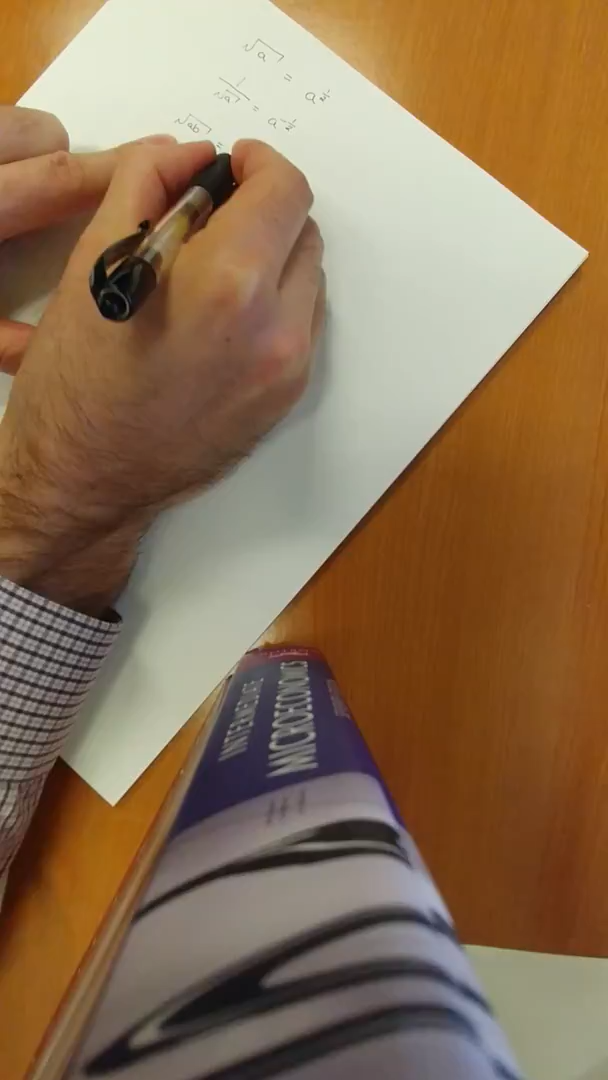 √a = a^½
1/√a = a^-½
√ab =
INTERMEDIATE
MICROECONOMICS